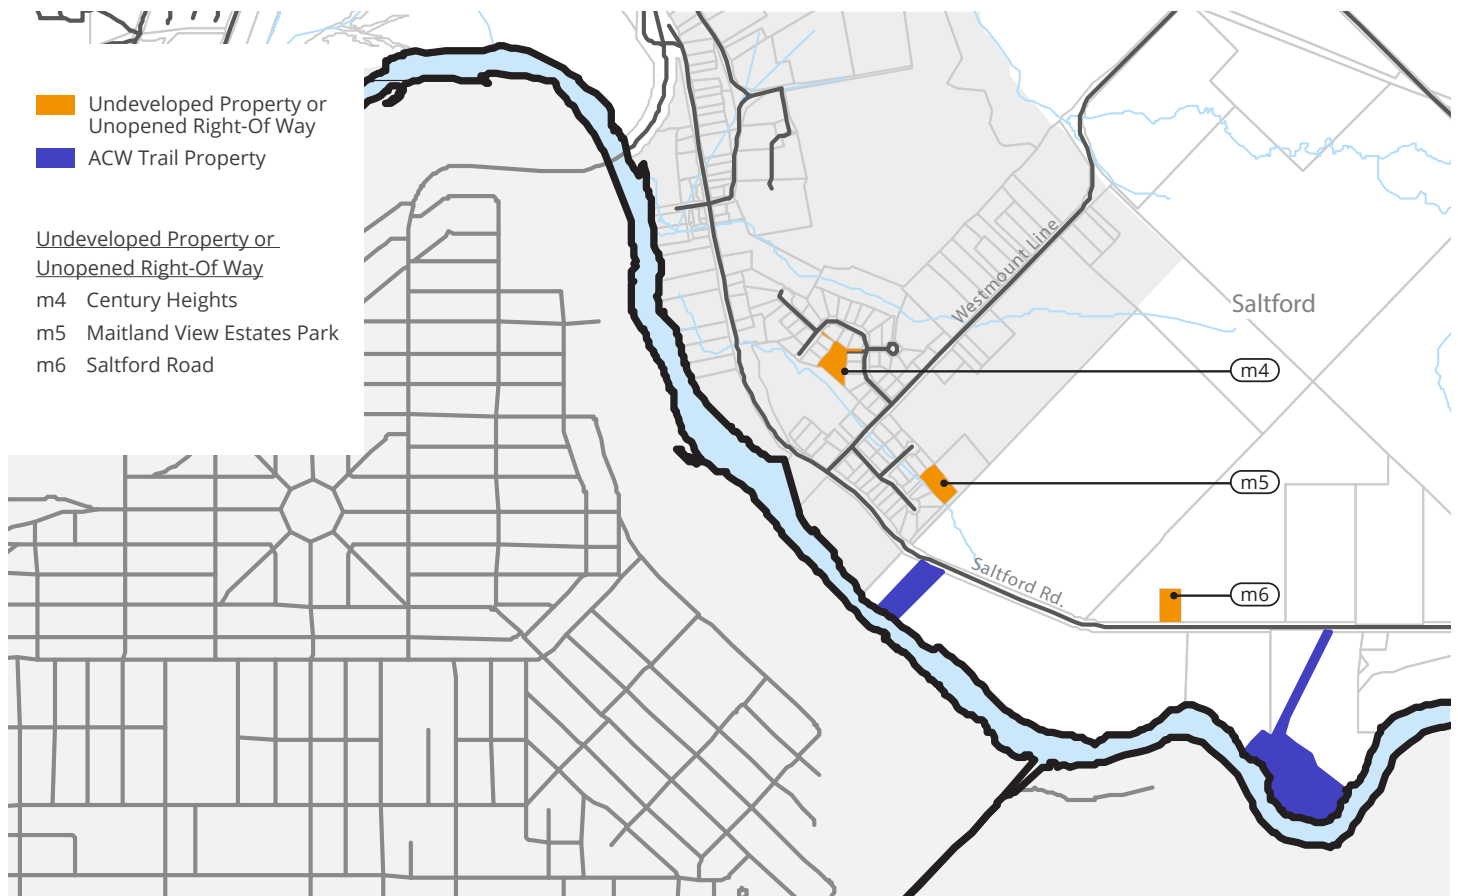 Undeveloped Property or
Unopened Right-Of Way
ACW Trail Property
Undeveloped Property or
Unopened Right-Of Way
m4 Century Heights
m5 Maitland View Estates Park
m6 Saltford Road
Westmount Line
Saltford
m4
m5
Saltford Rd.
m6